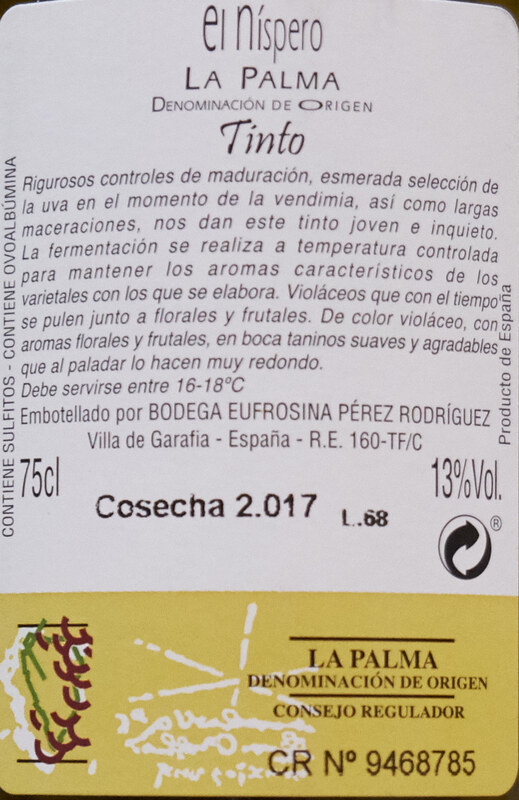 el níspero
LA PALMA
DENOMINACIÓN DE ORIGEN
Tinto
Rigurosos controles de maduración, esmerada selección de
la uva en el momento de la vendimia, así como largas
maceraciones, nos dan este tinto joven e inquieto.
La fermentación se realiza a temperatura controlada
para mantener los aromas característicos de los
varietales con los que se elabora. Violáceos que con el tiempo
se pulen junto a florales y frutales. De color violáceo, con
aromas florales y frutales, en boca taninos suaves y agradables
que al paladar lo hacen muy redondo.
Debe servirse entre 16-18ºC
Embotellado por BODEGA EUFROSINA PÉREZ RODRÍGUEZ
Villa de Garafia - España - R.E. 160-TF/C
CONTIENE SULFITOS - CONTIENE OVOALBÚMINA
Producto de España
75cl
13%Vol.
Cosecha 2.017 L.68
®
LA PALMA
DENOMINACIÓN DE ORIGEN
CONSEJO REGULADOR
CR Nº 9468785